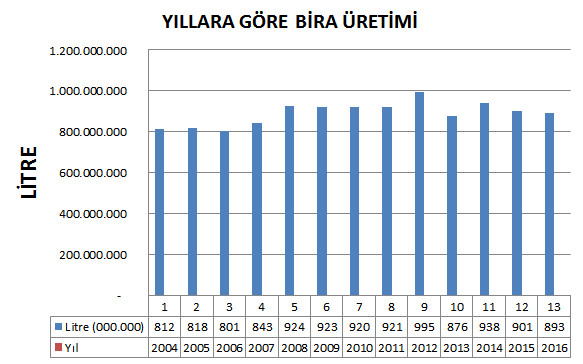 YILLARA GÖRE BİRA ÜRETİMİ
LİTRE
1.200.000.000
1.000.000.000
800.000.000
600.000.000
400.000.000
200.000.000
-
1 2 3 4 5 6 7 8 9 10 11 12 13
Litre (000.000) 812 818 801 843 924 923 920 921 995 876 938 901 893
Yıl 2004 2005 2006 2007 2008 2009 2010 2011 2012 2013 2014 2015 2016